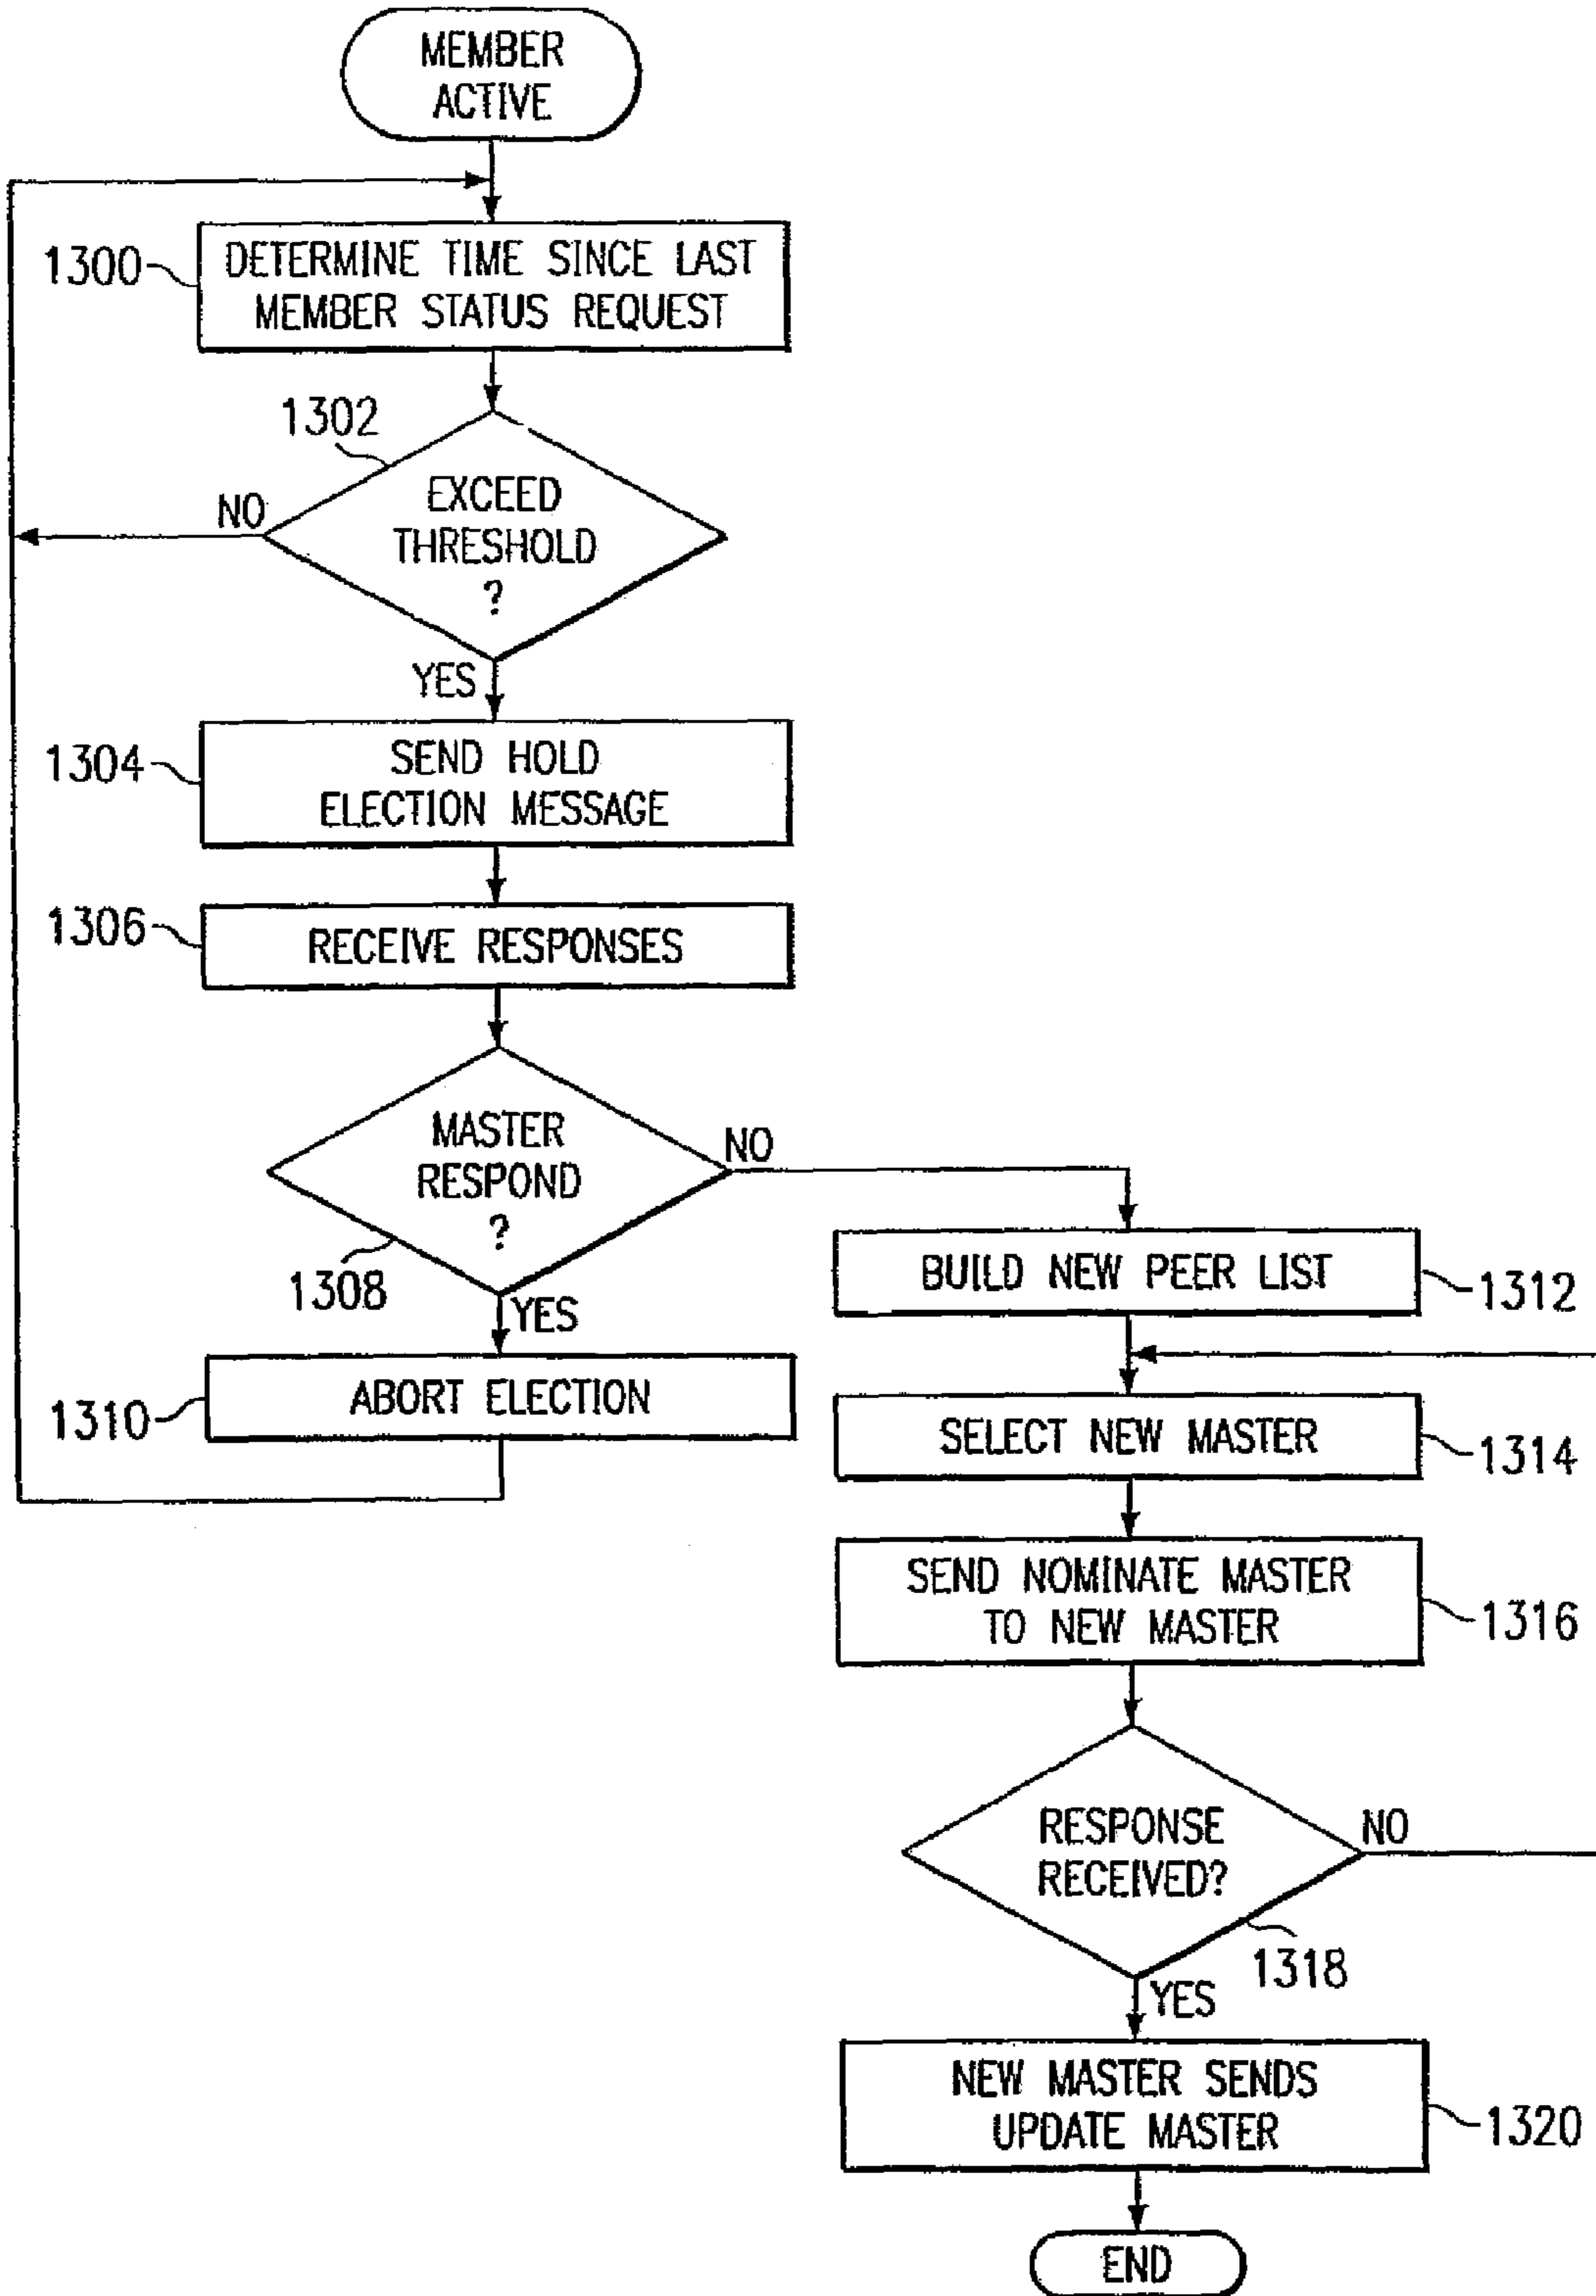 MEMBER
ACTIVE
1300
DETERMINE TIME SINCE LAST
MEMBER STATUS REQUEST
1302
EXCEED
THRESHOLD
?
NO
YES
1304
SEND HOLD
ELECTION MESSAGE
1306
RECEIVE RESPONSES
MASTER
RESPOND
?
NO
1308
YES
1310
ABORT ELECTION
BUILD NEW PEER LIST
1312
SELECT NEW MASTER
1314
SEND NOMINATE MASTER
TO NEW MASTER
1316
RESPONSE
RECEIVED?
NO
1318
YES
NEW MASTER SENDS
UPDATE MASTER
1320
END